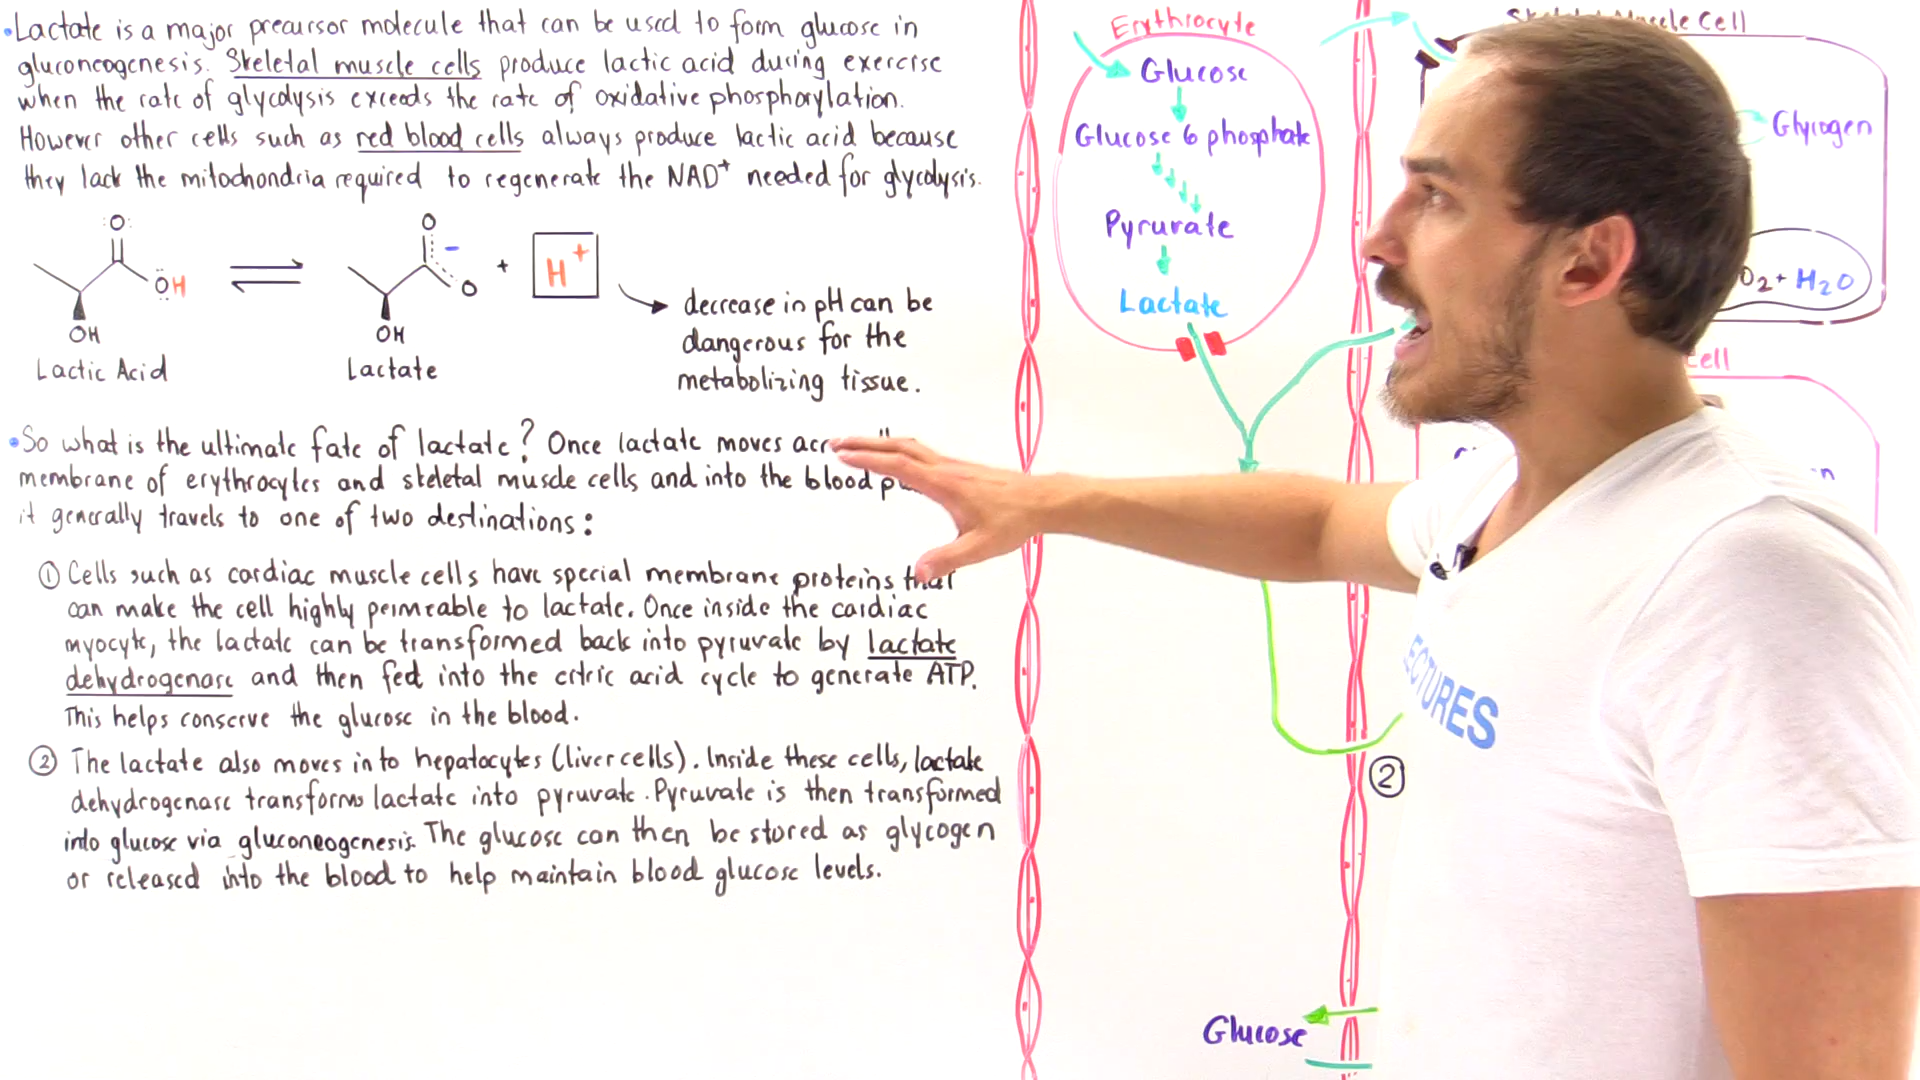 •Lactate is a major precursor molecule that can be used to form glucose in
gluconeogenesis. Skeletal muscle cells produce lactic acid during exercise
when the rate of glycolysis exceeds the rate of oxidative phosphorylation.
However other cells such as red blood cells always produce lactic acid because
they lack the mitochondria required to regenerate the NAD+ needed for glycolysis.
O
OH
OH
Lactic Acid
O
-
O
OH
Lactate
+
H+
decrease in pH can be
dangerous for the
metabolizing tissue.
•So what is the ultimate fate of lactate? Once lactate moves
membrane of erythrocytes and skeletal muscle cells and into the blood
it generally travels to one of two destinations:
① Cells such as cardiac muscle cells have special membrane proteins that
can make the cell highly permeable to lactate. Once inside the cardiac
myocyte, the lactate can be transformed back into pyruvate by lactate
dehydrogenase and then fed into the citric acid cycle to generate ATP.
This helps conserve the glucose in the blood.
② The lactate also moves into hepatocytes (liver cells). Inside these cells, lactate
dehydrogenase transforms lactate into pyruvate. Pyruvate is then transformed
into glucose via gluconeogenesis. The glucose can then be stored as glycogen
or released into the blood to help maintain blood glucose levels.
Erythrocyte
Glucose
Glucose 6 phosphate
Pyruvate
Lactate
Cell
Glycogen
O2 + H2O
Cell
②
Glucose
ECTURES